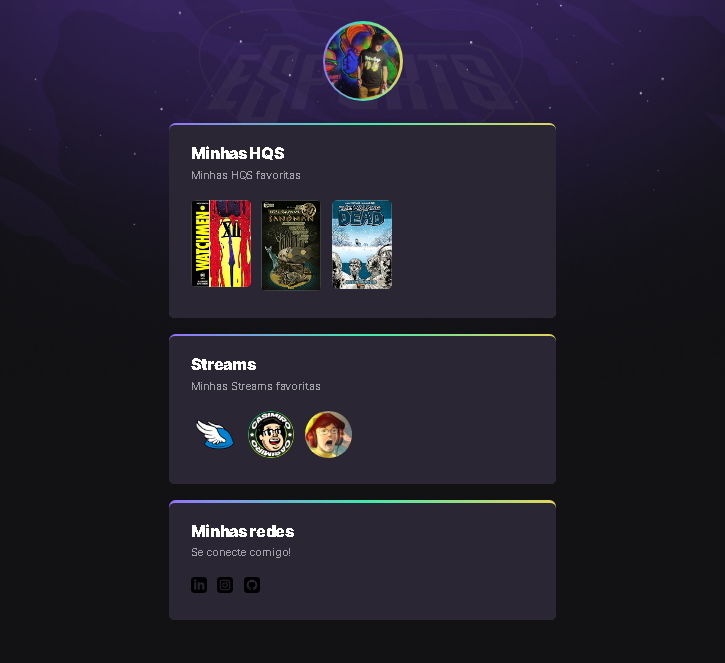 ESPORTS
Minhas HQS
Minhas HQS favoritas
WATCHMEN
XII
SANDMAN
THE WALKING
DEAD
Streams
Minhas Streams favoritas
CASIMIRO
CASIMIRO
Minhas redes
Se conecte comigo!
in